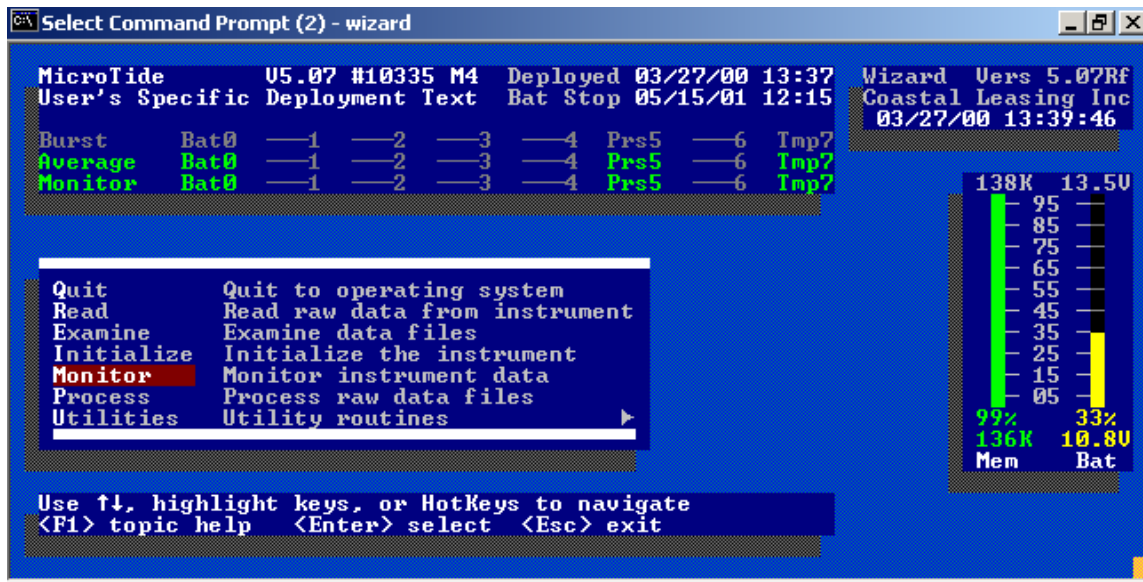 Select Command Prompt (2) - wizard
MicroTide V5.07 #10335 M4 Deployed 03/27/00 13:37
User's Specific Deployment Text Bat Stop 05/15/01 12:15
Burst Bat0 ──1 ──2 ──3 ──4 Prs5 ──6 Tmp7
Average Bat0 ──1 ──2 ──3 ──4 Prs5 ──6 Tmp7
Monitor Bat0 ──1 ──2 ──3 ──4 Prs5 ──6 Tmp7
Wizard Vers 5.07Rf
Coastal Leasing Inc
03/27/00 13:39:46
138K 13.5V
95
85
75
65
55
45
35
25
15
05
99% 33%
136K 10.8V
Mem Bat
Quit Quit to operating system
Read Read raw data from instrument
Examine Examine data files
Initialize Initialize the instrument
Monitor Monitor instrument data
Process Process raw data files
Utilities Utility routines ►
Use ↑↓, highlight keys, or HotKeys to navigate
<F1> topic help <Enter> select <Esc> exit